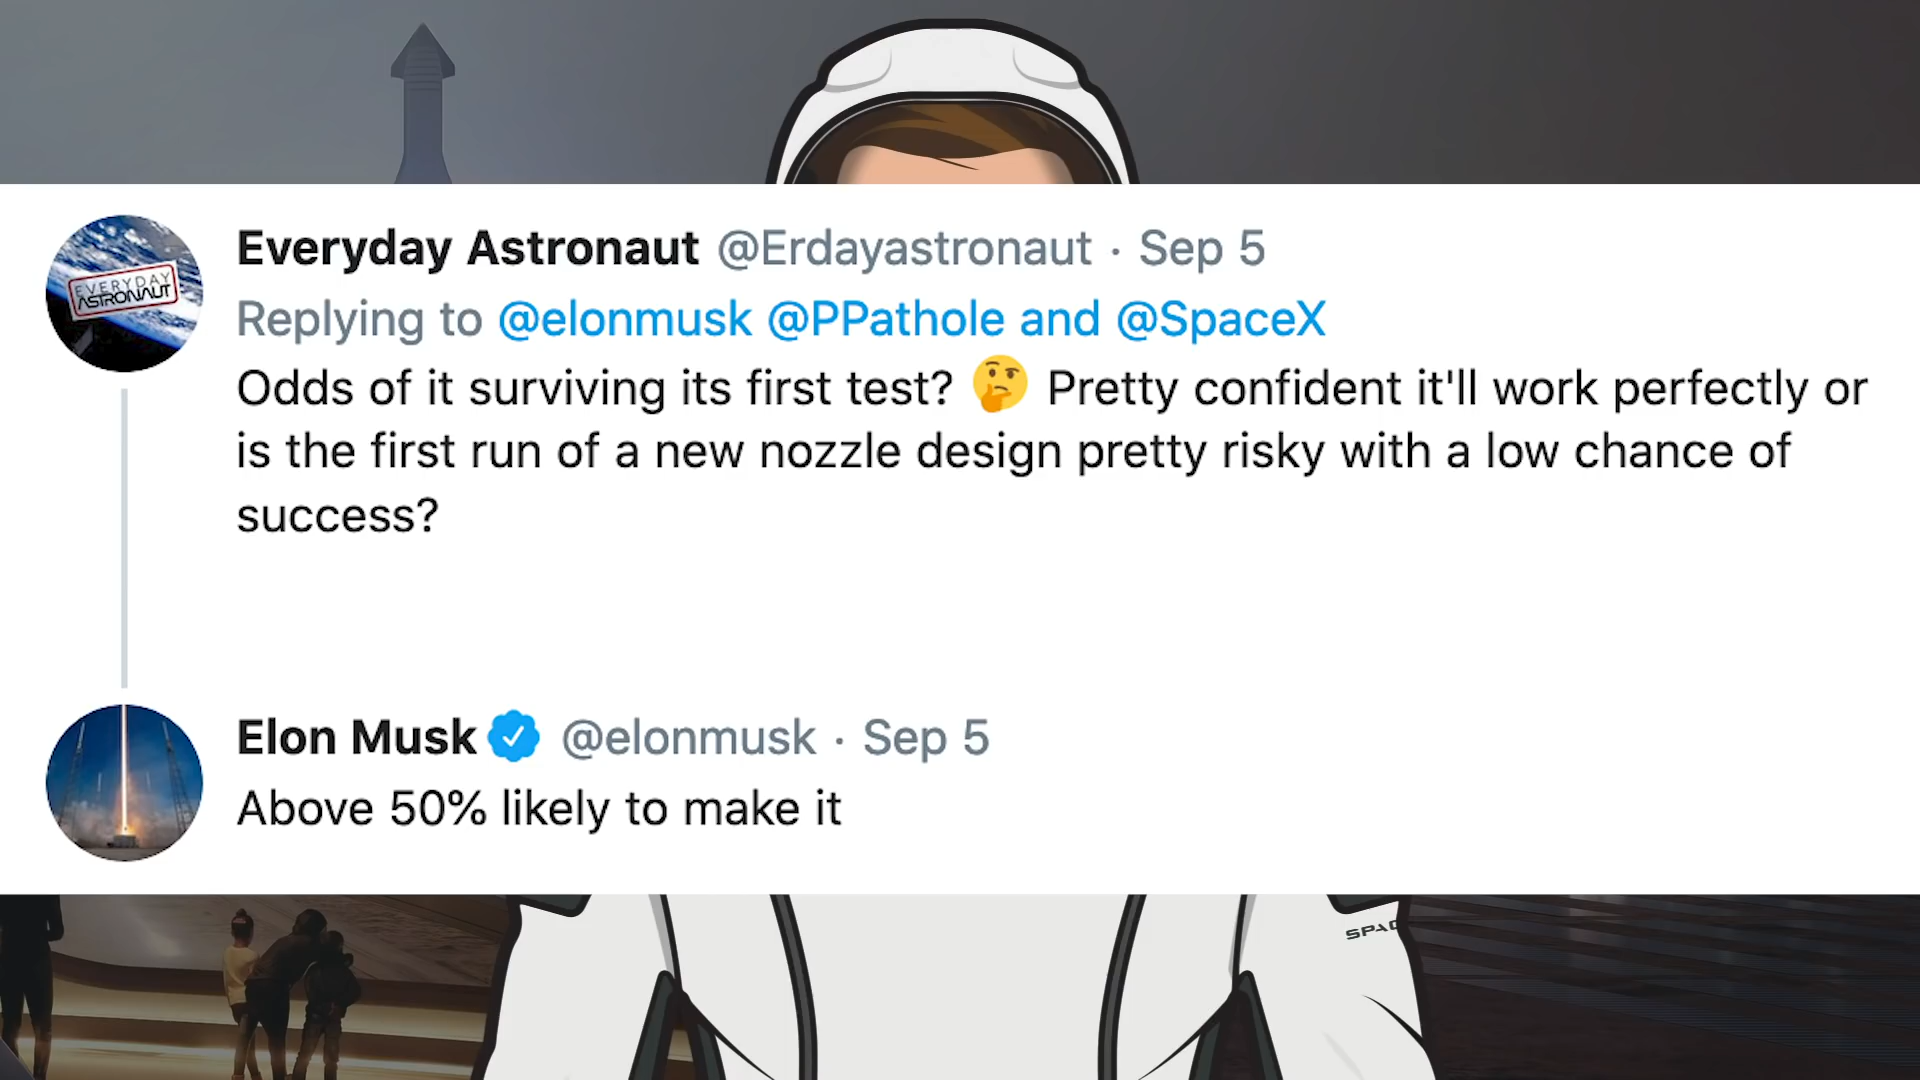 EVERYDAY
ASTRONAUT
Everyday Astronaut @Erdayastronaut · Sep 5
Replying to @elonmusk @PPathole and @SpaceX
Odds of it surviving its first test? 🤔 Pretty confident it'll work perfectly or
is the first run of a new nozzle design pretty risky with a low chance of
success?
Elon Musk @elonmusk · Sep 5
Above 50% likely to make it
SPAC